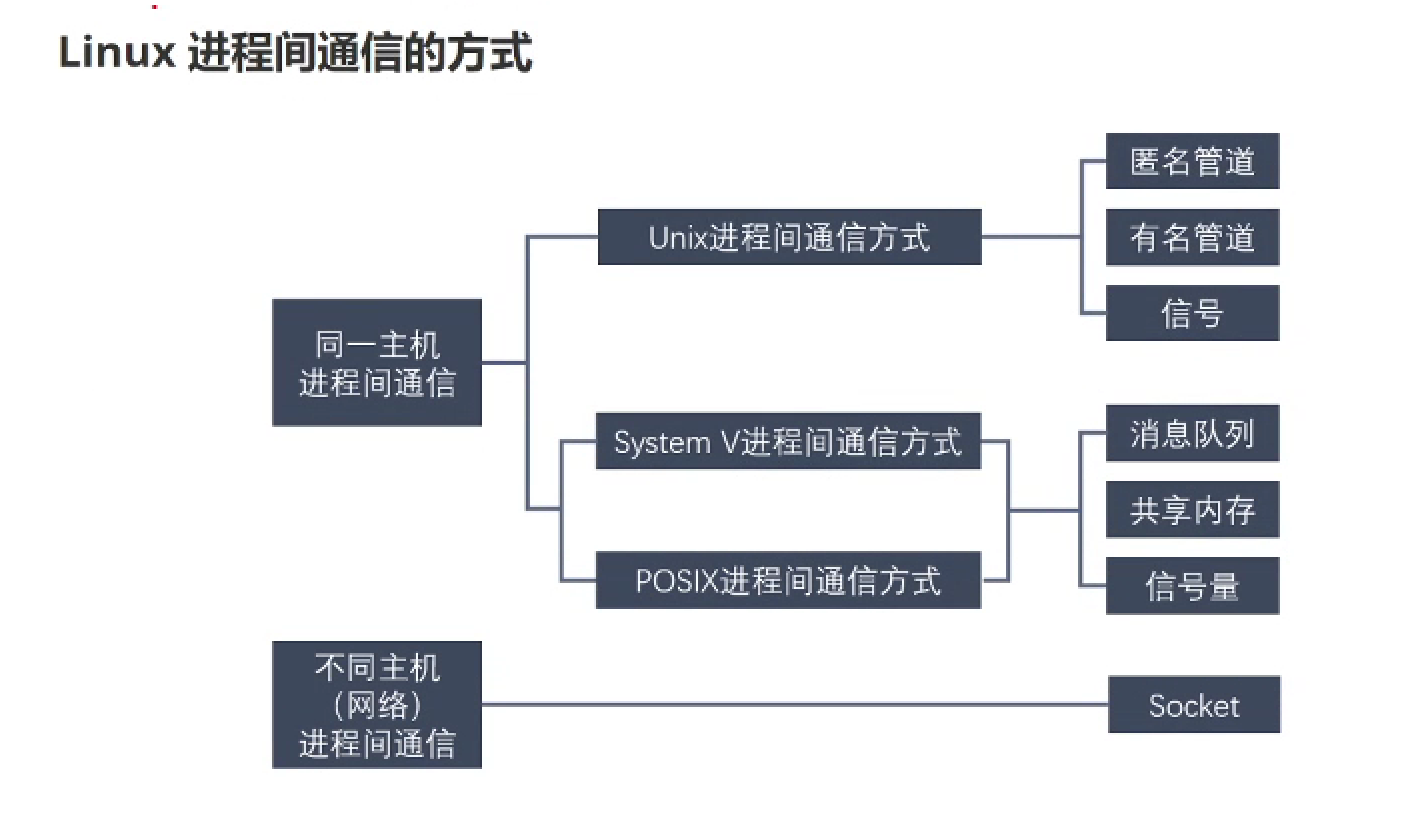 Linux 进程间通信的方式
匿名管道
Unix进程间通信方式
有名管道
信号
同一主机
进程间通信
System V进程间通信方式
消息队列
共享内存
POSIX进程间通信方式
信号量
不同主机
（网络）
进程间通信
Socket